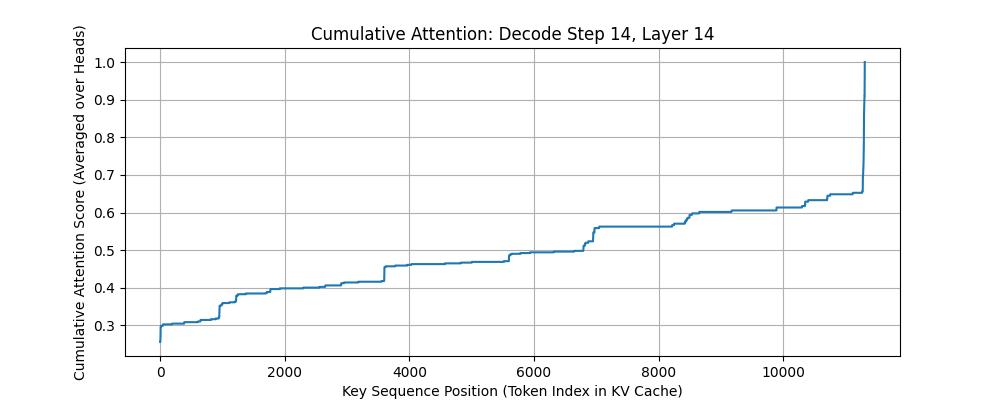 Cumulative Attention: Decode Step 14, Layer 14
Cumulative Attention Score (Averaged over Heads)
1.0
0.9
0.8
0.7
0.6
0.5
0.4
0.3
0 2000 4000 6000 8000 10000
Key Sequence Position (Token Index in KV Cache)